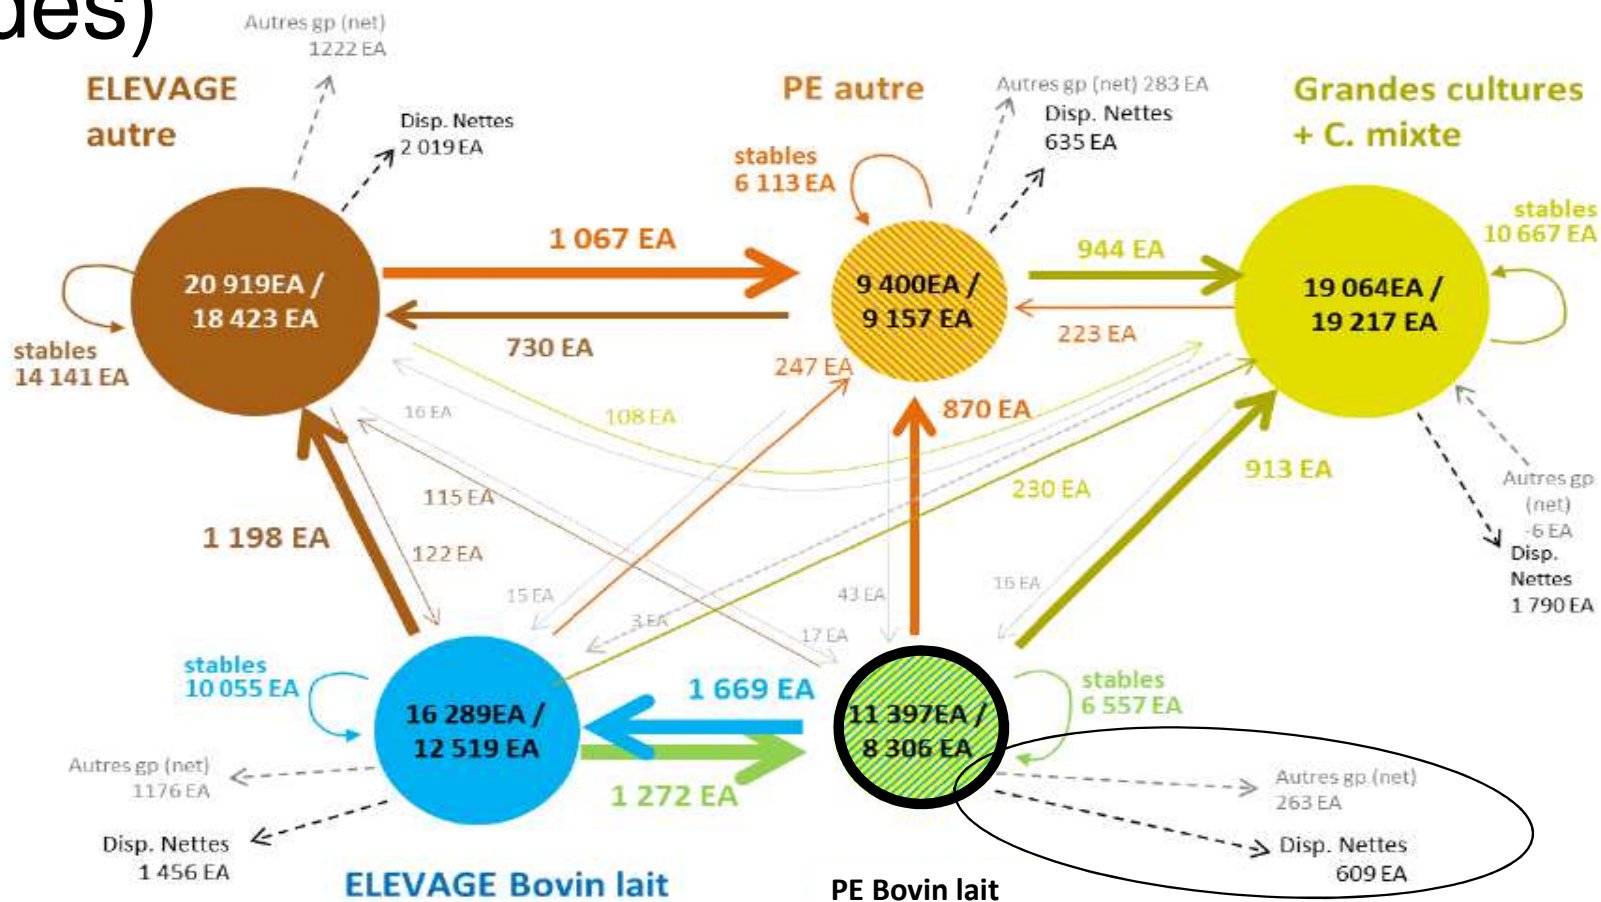 des)
Autres gp (net)
1222 EA
ELEVAGE
autre
Disp. Nettes
2 019 EA
PE autre
Autres gp (net) 283 EA
Disp. Nettes
635 EA
Grandes cultures
+ C. mixte
stables
6 113 EA
stables
10 667 EA
1 067 EA
944 EA
20 919EA /
18 423 EA
9 400EA /
9 157 EA
19 064EA /
19 217 EA
stables
14 141 EA
730 EA
223 EA
247 EA
16 EA
108 EA
870 EA
115 EA
230 EA
913 EA
Autres gp
(net)
-6 EA
Disp.
Nettes
1 790 EA
1 198 EA
122 EA
15 EA
3 EA
43 EA
16 EA
17 EA
stables
10 055 EA
1 669 EA
stables
6 557 EA
16 289EA /
12 519 EA
11 397EA /
8 306 EA
Autres gp (net)
1176 EA
1 272 EA
Autres gp (net)
263 EA
Disp. Nettes
1 456 EA
Disp. Nettes
609 EA
ELEVAGE Bovin lait
PE Bovin lait